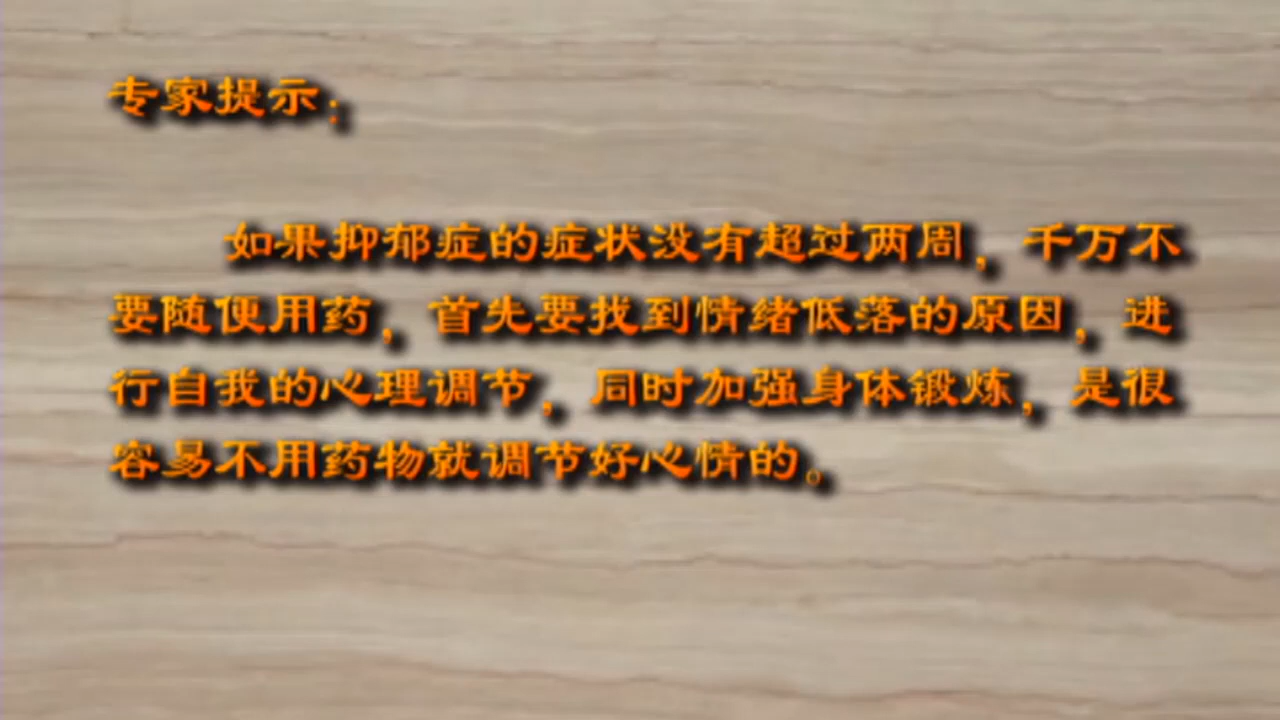 专家提示：
如果抑郁症的症状没有超过两周，千万不
要随便用药，首先要找到情绪低落的原因，进
行自我的心理调节，同时加强身体锻炼，是很
容易不用药物就调节好心情的。